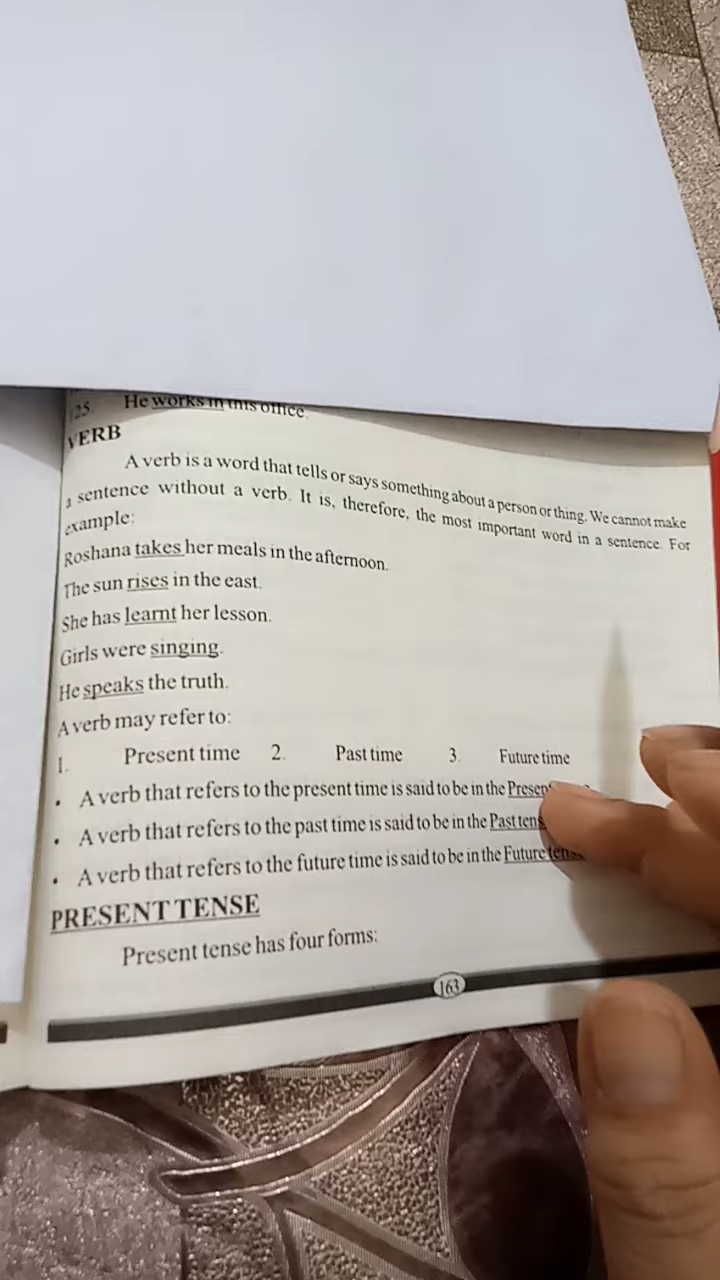 25. He works in this office.
VERB
A verb is a word that tells or says something about a person or thing. We cannot make
a sentence without a verb. It is, therefore, the most important word in a sentence. For
example:
Roshana takes her meals in the afternoon.
The sun rises in the east.
She has learnt her lesson.
Girls were singing.
He speaks the truth.
A verb may refer to:
1. Present time 2. Past time 3. Future time
• A verb that refers to the present time is said to be in the
• A verb that refers to the past time is said to be in the Past
• A verb that refers to the future time is said to be in the Future
PRESENT TENSE
Present tense has four forms:
163